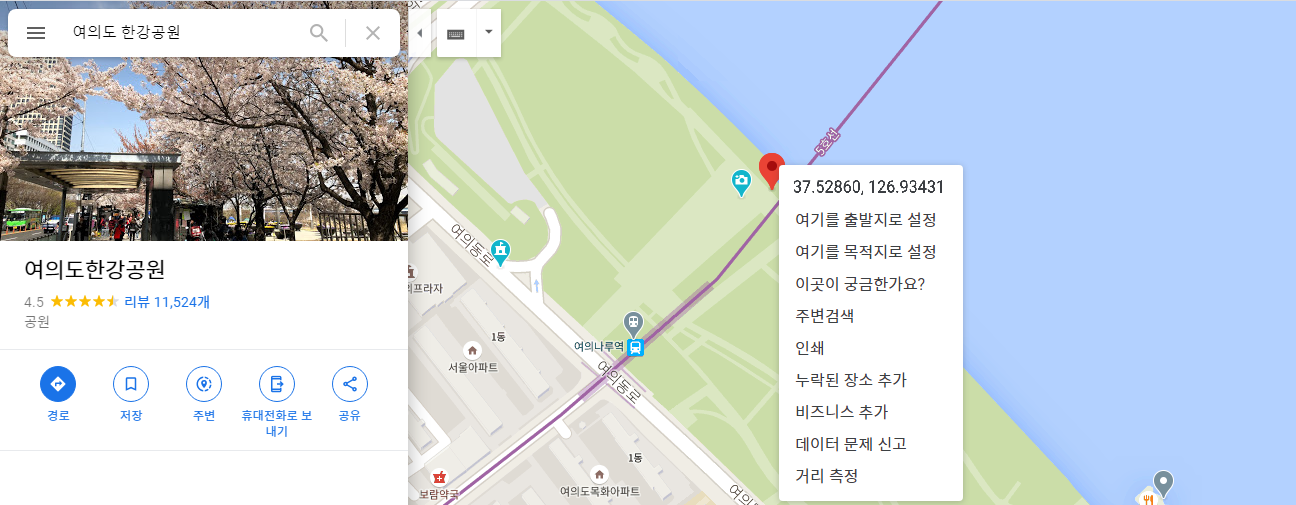 여의도 한강공원
여의도한강공원
4.5 리뷰 11,524개
공원
경로
저장
주변
휴대전화로 보
내기
공유
5호선
37.52860, 126.93431
여기를 출발지로 설정
여기를 목적지로 설정
이곳이 궁금한가요?
주변검색
인쇄
누락된 장소 추가
비즈니스 추가
데이터 문제 신고
거리 측정
여의동로
프라자
1동
서울아파트
여의나루역
여의동로
1동
여의도목화아파트
보람약국